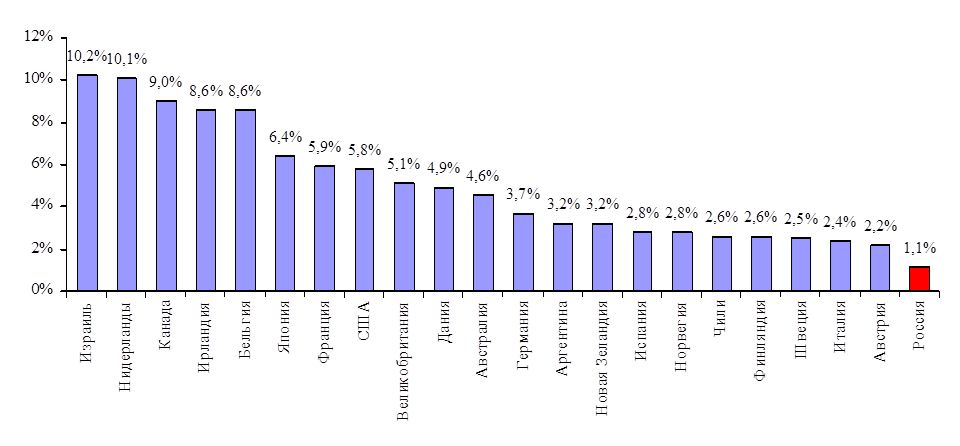 12%
10%
8%
6%
4%
2%
0%
10,2%
10,1%
9,0%
8,6%
8,6%
6,4%
5,9%
5,8%
5,1%
4,9%
4,6%
3,7%
3,2%
3,2%
2,8%
2,8%
2,6%
2,6%
2,5%
2,4%
2,2%
1,1%
Израиль
Нидерланды
Канада
Ирландия
Бельгия
Япония
Франция
США
Великобритания
Дания
Австралия
Германия
Аргентина
Новая Зеландия
Испания
Норвегия
Чили
Финляндия
Швеция
Италия
Австрия
Россия